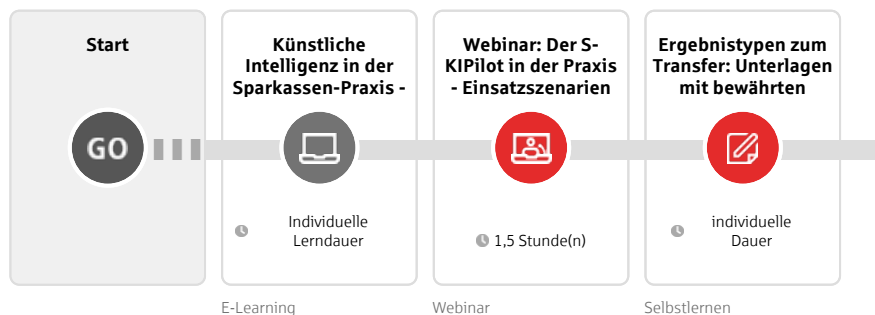 Start
GO
Künstliche
Intelligenz in der
Sparkassen-Praxis -
Individuelle
Lerndauer
E-Learning
Webinar: Der S-
KIPilot in der Praxis
- Einsatzszenarien
1,5 Stunde(n)
Webinar
Ergebnistypen zum
Transfer: Unterlagen
mit bewährten
individuelle
Dauer
Selbstlernen